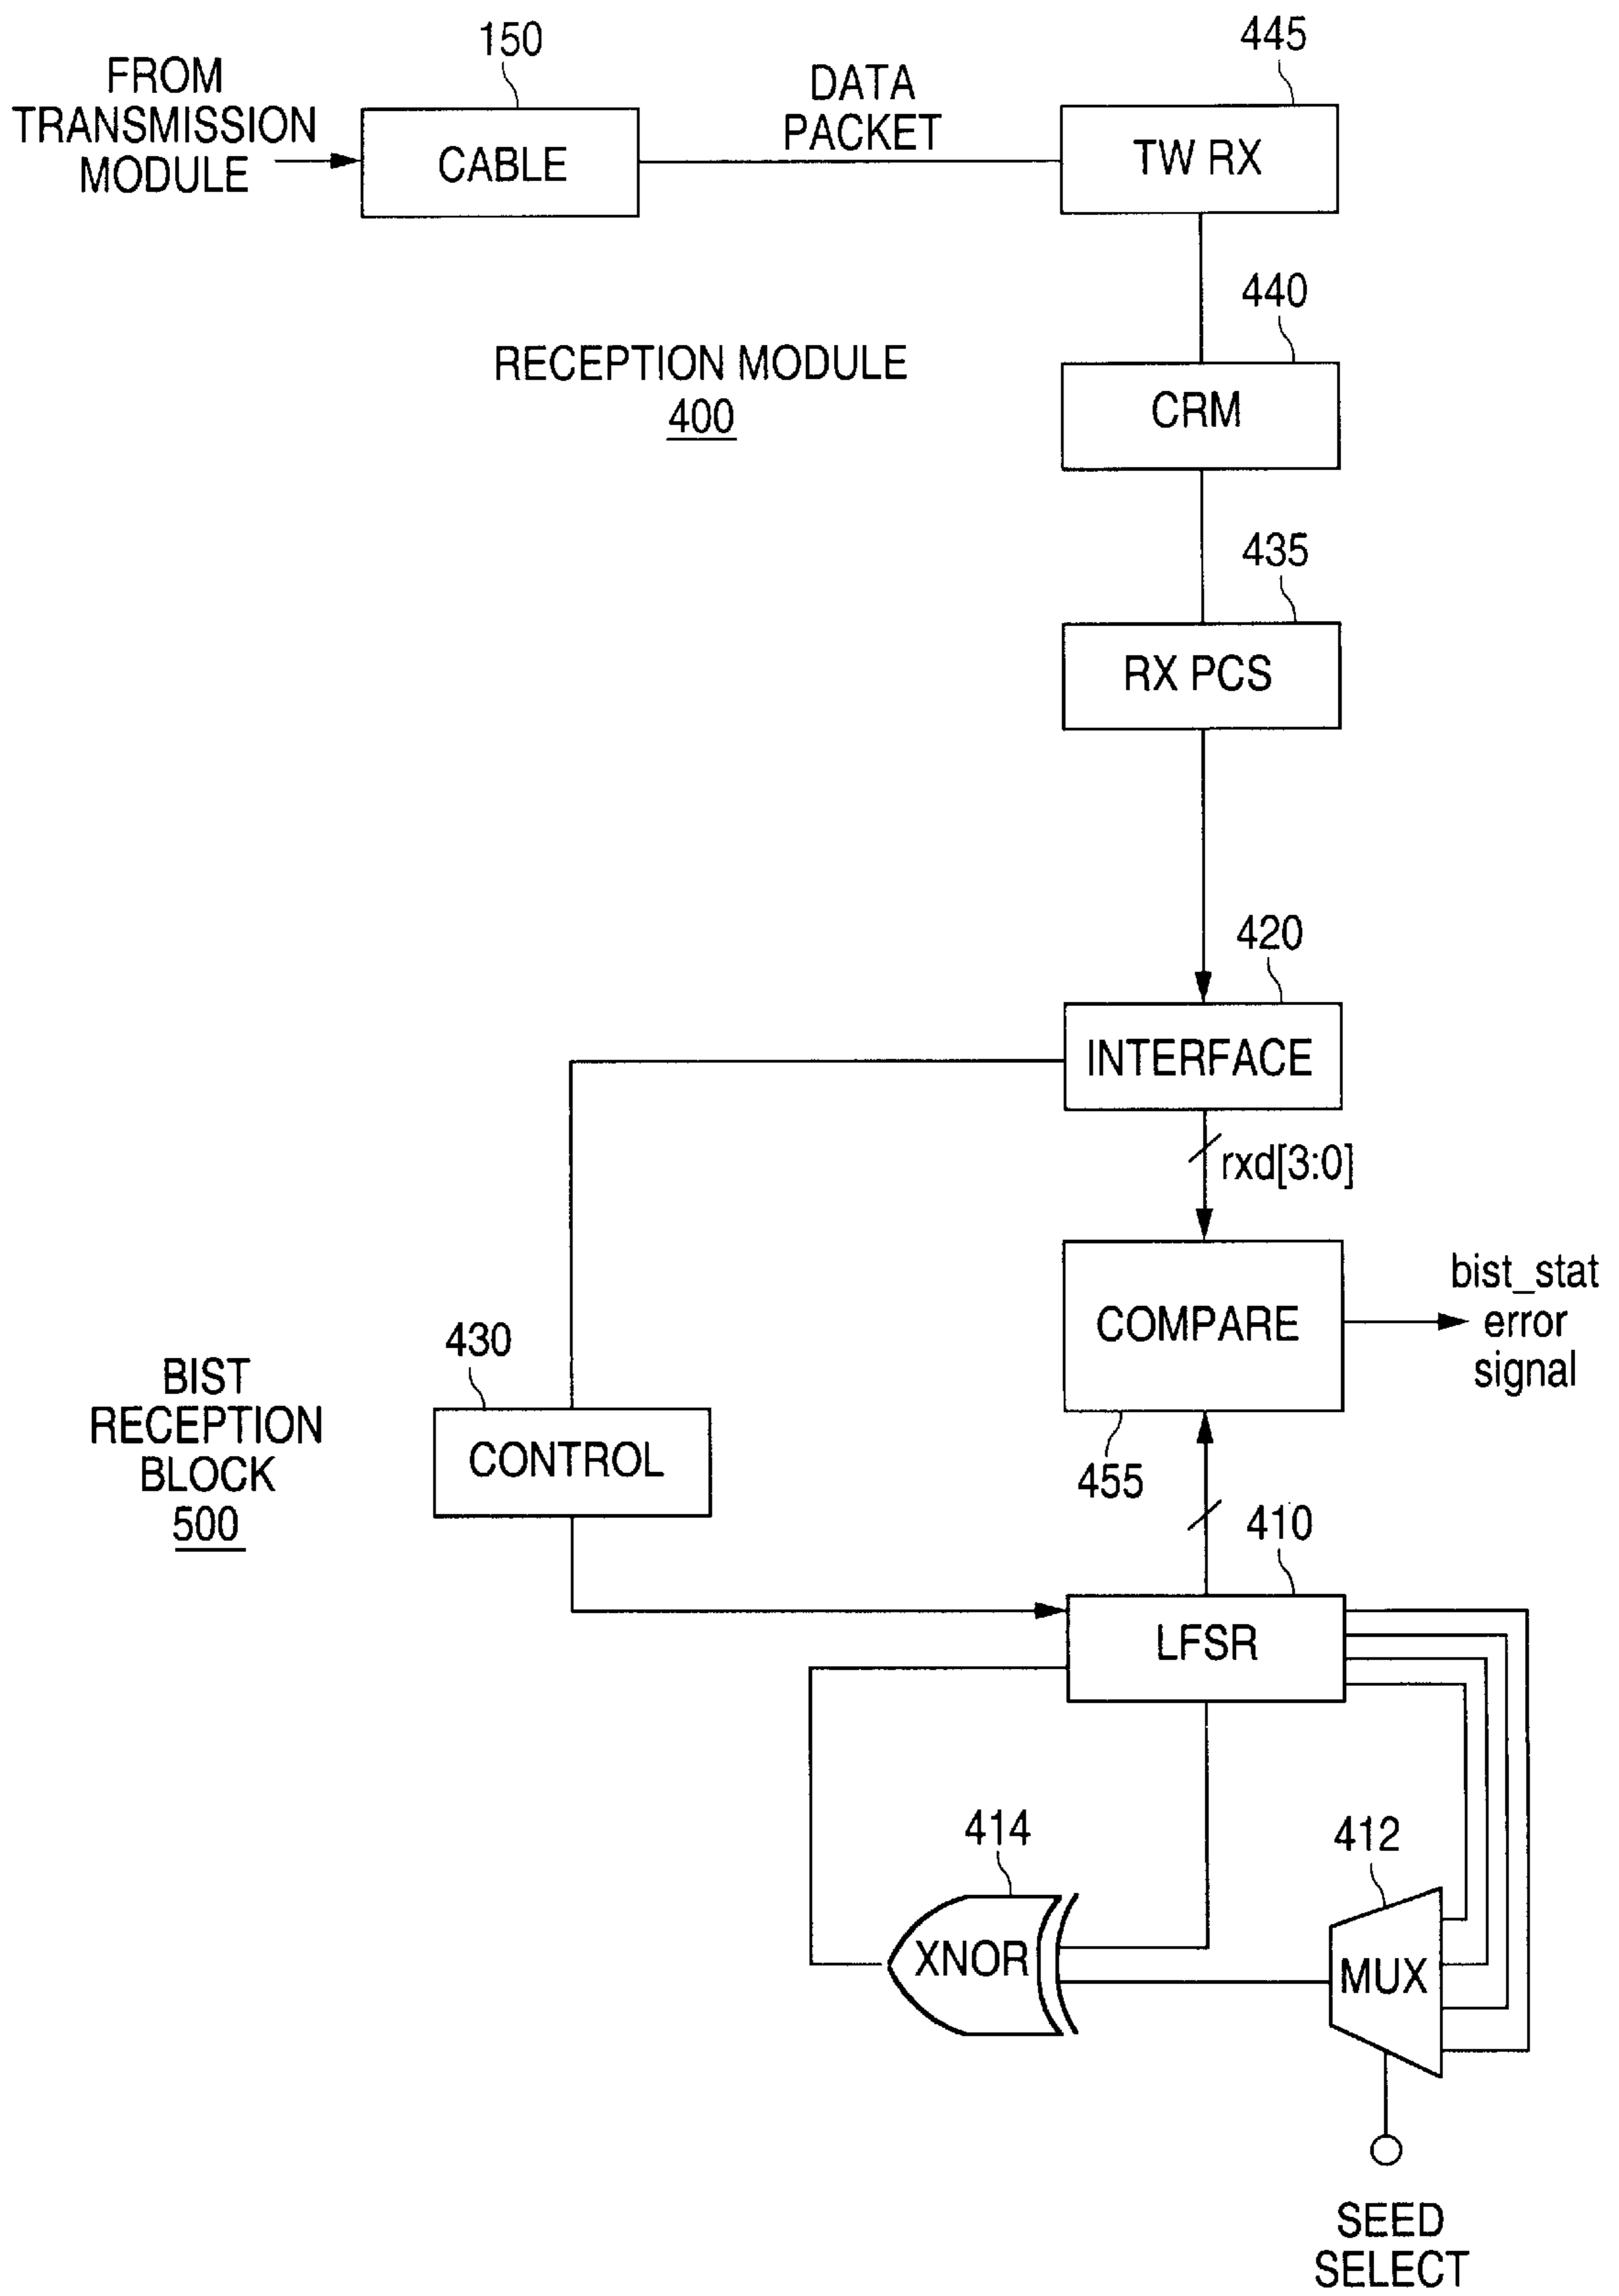 150
445
FROM
TRANSMISSION
MODULE
CABLE
DATA
PACKET
TW RX
440
RECEPTION MODULE
400
CRM
435
RX PCS
420
INTERFACE
rxd[3:0]
COMPARE
bist_stat
error
signal
430
BIST
RECEPTION
BLOCK
500
CONTROL
455
410
LFSR
414
412
XNOR
MUX
SEED
SELECT